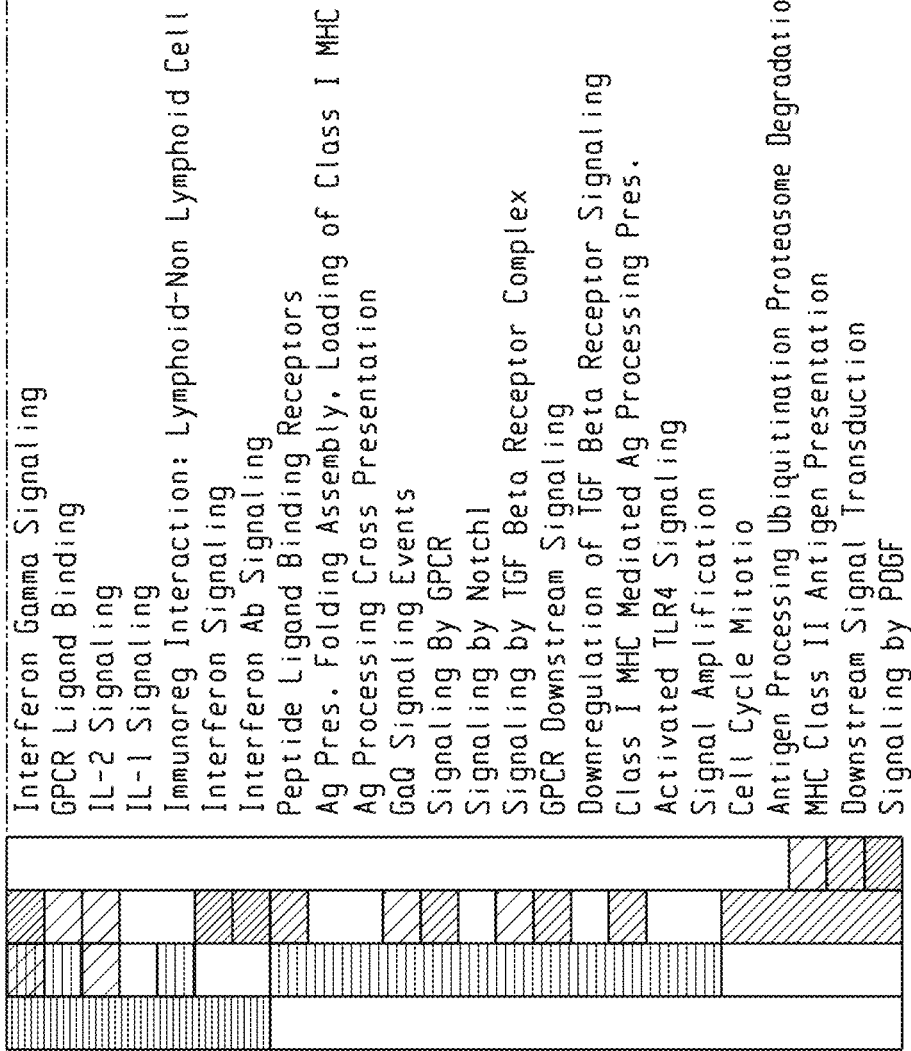 Interferon Gamma Signaling
GPCR Ligand Binding
IL-2 Signaling
IL-1 Signaling
Immunoreg Interaction: Lymphoid-Non Lymphoid Cell
Interferon Signaling
Interferon Ab Signaling
Peptide Ligand Binding Receptors
Ag Pres. Folding Assembly, Loading of Class I MHC
Ag Processing Cross Presentation
GaQ Signaling Events
Signaling By GPCR
Signaling by Notch1
Signaling by TGF Beta Receptor Complex
GPCR Downstream Signaling
Downregulation of TGF Beta Receptor Signaling
Class I MHC Mediated Ag Processing Pres.
Activated TLR4 Signaling
Signal Amplification
Cell Cycle Mitotio
Antigen Processing Ubiquitination Proteasome Degradatio
MHC Class II Antigen Presentation
Downstream Signal Transduction
Signaling by PDGF